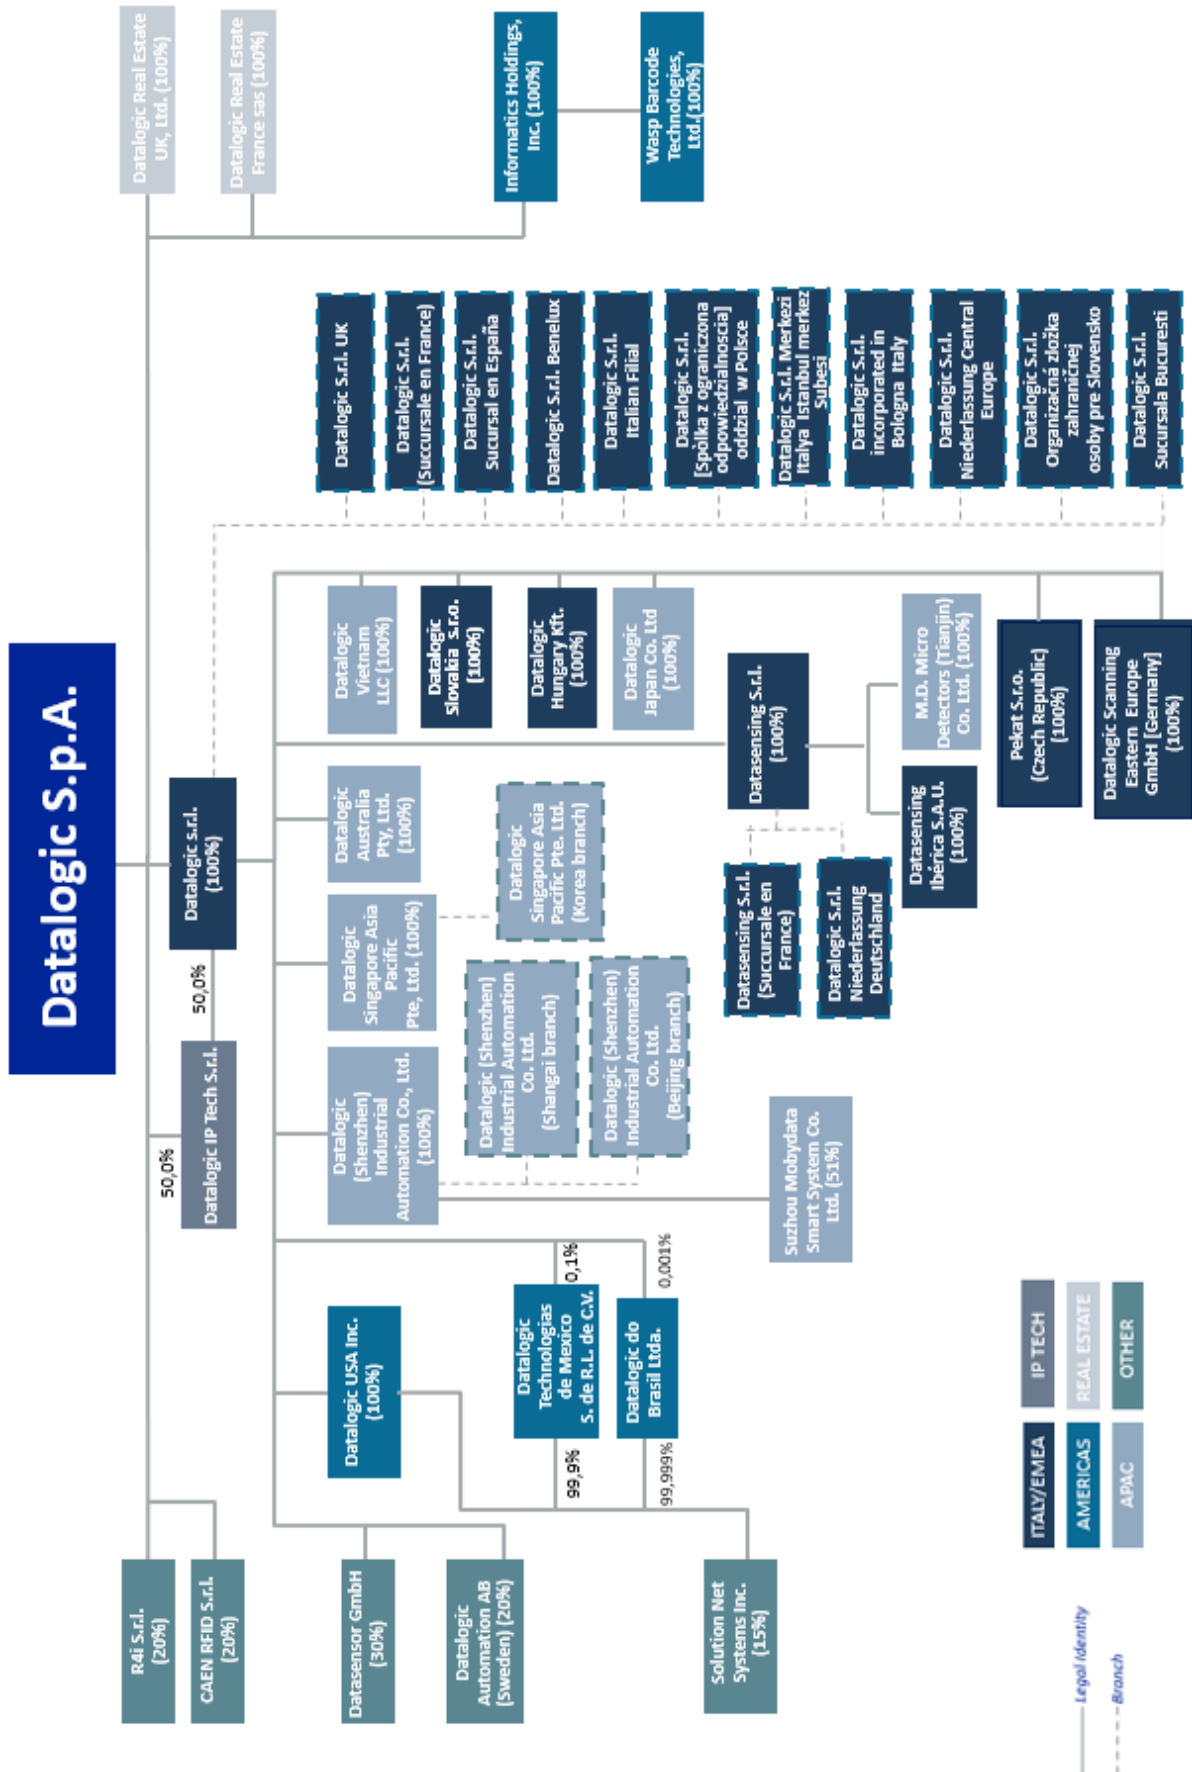 Datalogic S.p.A.
Datalogic Real Estate
UK, Ltd. (100%)
Datalogic Real Estate
France sas (100%)
Informatics Holdings,
Inc. (100%)
Wasp Barcode
Technologies,
Ltd.(100%)
R4i S.r.l.
(20%)
CAEN RFID S.r.l.
(20%)
50,0%
Datalogic IP Tech S.r.l.
50,0%
Datalogic s.r.l.
(100%)
Datasensor GmbH
(30%)
Datalogic
Automation AB
(Sweden) (20%)
Solution Net
Systems Inc.
(15%)
Datalogic USA Inc.
(100%)
99,9%
Datalogic
Technologias
de Mexico
S. de R.L. de C.V.
0,1%
99,999%
Datalogic do
Brasil Ltda.
0,001%
Datalogic
(Shenzhen)
Industrial
Automation Co., Ltd.
(100%)
Datalogic (Shenzhen)
Industrial Automation
Co. Ltd.
(Shangai branch)
Datalogic (Shenzhen)
Industrial Automation
Co. Ltd.
(Beijing branch)
Suzhou Mobydata
Smart System Co.
Ltd. (51%)
Datalogic
Singapore Asia
Pacific
Pte, Ltd. (100%)
Datalogic
Singapore Asia
Pacific Pte. Ltd.
(Korea branch)
Datalogic
Australia
Pty, Ltd.
(100%)
Datalogic
Vietnam
LLC (100%)
Datalogic
Slovakia s.r.o.
(100%)
Datalogic
Hungary Kft.
(100%)
Datalogic
Japan Co. Ltd
(100%)
Datasensing S.r.l.
(100%)
Datasensing S.r.l.
(Succursale en
France)
Datalogic S.r.l.
Niederlassung
Deutschland
Datasensing
Ibérica S.A.U.
(100%)
M.D. Micro
Detectors (Tianjin)
Co. Ltd. (100%)
Pekat S.r.o.
(Czech Republic)
(100%)
Datalogic Scanning
Eastern Europe
GmbH [Germany]
(100%)
Datalogic S.r.l. UK
Datalogic S.r.l.
(Succursale en France)
Datalogic S.r.l.
Sucursal en España
Datalogic S.r.l. Benelux
Datalogic S.r.l.
Italian Filial
Datalogic S.r.l.
[Spòlka z ograniczona
odpowiedzialnoscia]
oddzial w Polsce
Datalogic S.r.l. Merkezi
Italya Istanbul merkez
Subesi
Datalogic S.r.l.
incorporated in
Bologna Italy
Datalogic S.r.l.
Niederlassung Central
Europe
Datalogic S.r.l.
Organizačná zložka
zahraničnej
osoby pre Slovensko
Datalogic S.r.l.
Sucursala Bucuresti
Legal Identity
Branch
ITALY/EMEA
IP TECH
AMERICAS
REAL ESTATE
APAC
OTHER